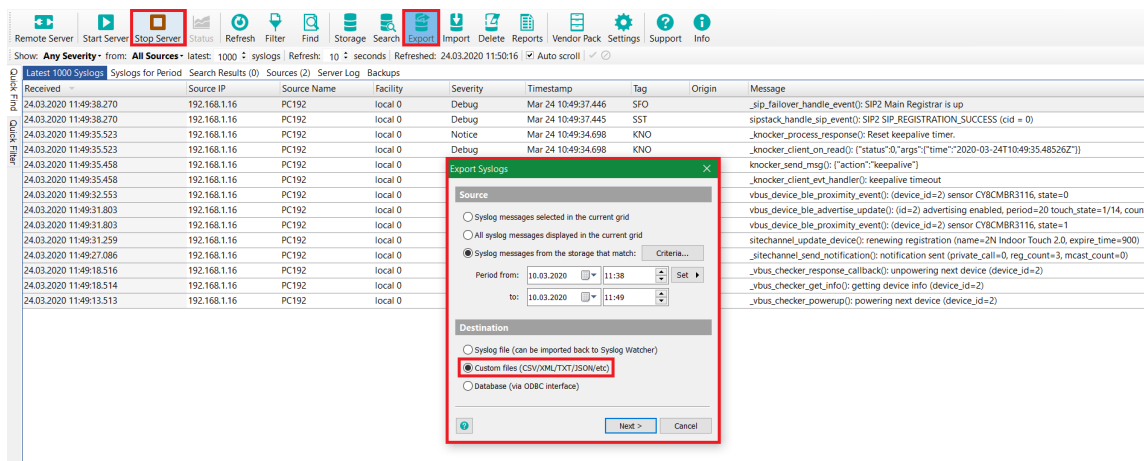 Remote Server Start Server Stop Server Status Refresh Filter Find Storage Search Export Import Delete Reports Vendor Pack Settings Support Info
Show: Any Severity from: All Sources latest: 1000 syslogs Refresh: 10 seconds Refreshed: 24.03.2020 11:50:16 Auto scroll
Latest 1000 Syslogs Syslogs for Period Search Results (0) Sources (2) Server Log Backups
Quick Find
Quick Filter
Received Source IP Source Name Facility Severity Timestamp Tag Origin Message
24.03.2020 11:49:38.270 192.168.1.16 PC192 local 0 Debug Mar 24 10:49:37.446 SFO _sip_failover_handle_event(): SIP2 Main Registrar is up
24.03.2020 11:49:38.270 192.168.1.16 PC192 local 0 Debug Mar 24 10:49:37.445 SST sipstack_handle_sip_event(): SIP2 SIP_REGISTRATION_SUCCESS (cid = 0)
24.03.2020 11:49:35.523 192.168.1.16 PC192 local 0 Notice Mar 24 10:49:34.698 KNO _knocker_process_response(): Reset keepalive timer.
24.03.2020 11:49:35.523 192.168.1.16 PC192 local 0 Debug Mar 24 10:49:34.698 KNO _knocker_client_on_read(): {"status":0,"args":{"time":"2020-03-24T10:49:35.48526Z"}}
24.03.2020 11:49:35.458 192.168.1.16 PC192 local 0 knocker_send_msg(): {"action":"keepalive"}
24.03.2020 11:49:35.458 192.168.1.16 PC192 local 0 _knocker_client_evt_handler(): keepalive timeout
24.03.2020 11:49:32.553 192.168.1.16 PC192 local 0 vbus_device_ble_proximity_event(): (device_id=2) sensor CY8CMBR3116, state=0
24.03.2020 11:49:31.803 192.168.1.16 PC192 local 0 vbus_device_ble_advertise_update(): (id=2) advertising enabled, period=20 touch_state=1/14, coun
24.03.2020 11:49:31.803 192.168.1.16 PC192 local 0 vbus_device_ble_proximity_event(): (device_id=2) sensor CY8CMBR3116, state=1
24.03.2020 11:49:31.259 192.168.1.16 PC192 local 0 sitechannel_update_device(): renewing registration (name=2N Indoor Touch 2.0, expire_time=900)
24.03.2020 11:49:27.086 192.168.1.16 PC192 local 0 _sitechannel_send_notification(): notification sent (private_call=0, reg_count=3, mcast_count=0)
24.03.2020 11:49:18.516 192.168.1.16 PC192 local 0 _vbus_checker_response_callback(): unpowering next device (device_id=2)
24.03.2020 11:49:18.514 192.168.1.16 PC192 local 0 _vbus_checker_get_info(): getting device info (device_id=2)
24.03.2020 11:49:13.513 192.168.1.16 PC192 local 0 _vbus_checker_powerup(): powering next device (device_id=2)
Export Syslogs
Source
Syslog messages selected in the current grid
All syslog messages displayed in the current grid
Syslog messages from the storage that match: Criteria...
Period from: 10.03.2020 11:38 Set
to: 10.03.2020 11:49
Destination
Syslog file (can be imported back to Syslog Watcher)
Custom files (CSV/XML/TXT/JSON/etc)
Database (via ODBC interface)
Next > Cancel